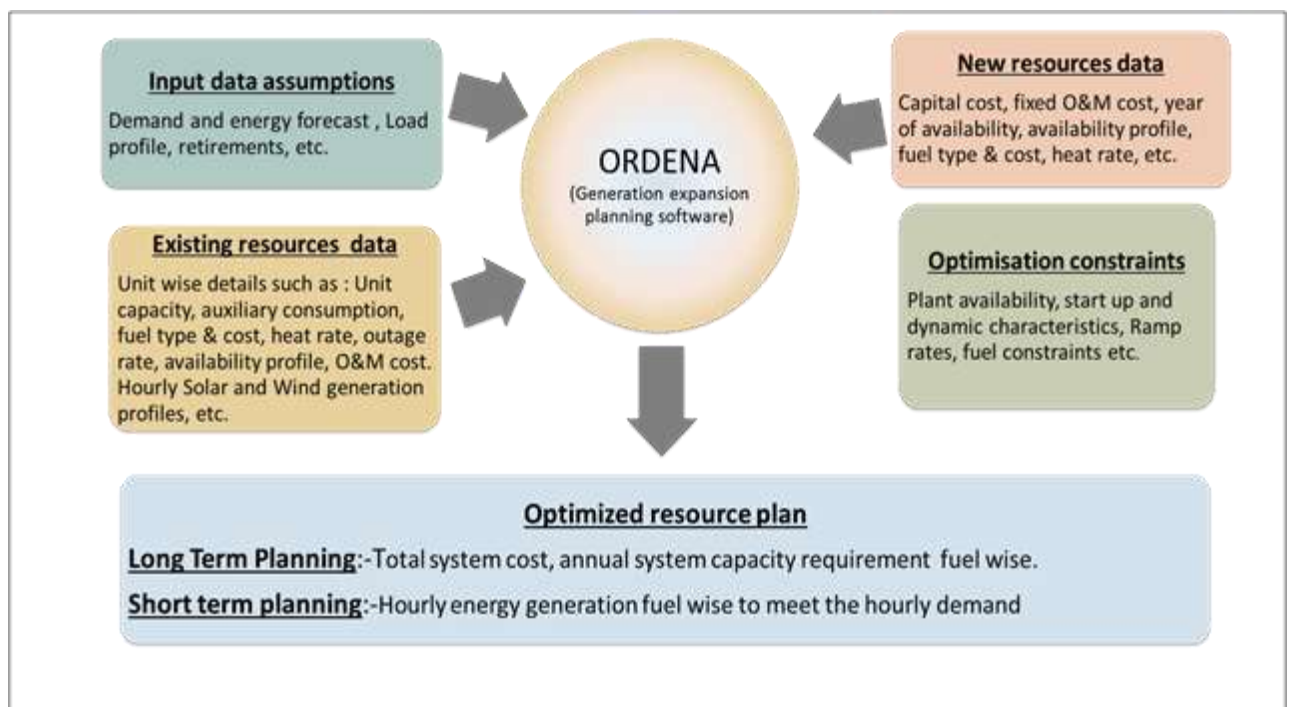 Input data assumptions
Demand and energy forecast , Load
profile, retirements, etc.
Existing resources data
Unit wise details such as : Unit
capacity, auxiliary consumption,
fuel type & cost, heat rate, outage
rate, availability profile, O&M cost.
Hourly Solar and Wind generation
profiles, etc.
ORDENA
(Generation expansion
planning software)
New resources data
Capital cost, fixed O&M cost, year
of availability, availability profile,
fuel type & cost, heat rate, etc.
Optimisation constraints
Plant availability, start up and
dynamic characteristics, Ramp
rates, fuel constraints etc.
Optimized resource plan
Long Term Planning:-Total system cost, annual system capacity requirement fuel wise.
Short term planning:-Hourly energy generation fuel wise to meet the hourly demand